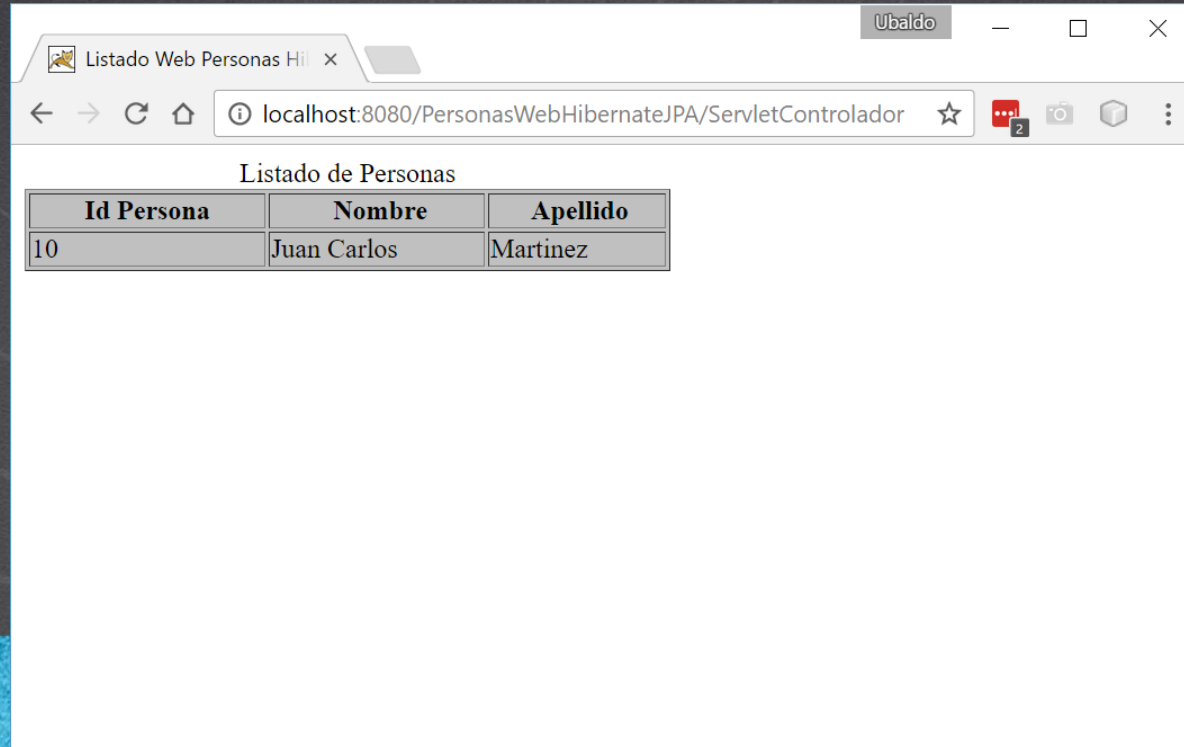 Ubaldo
Listado Web Personas Hi
localhost:8080/PersonasWebHibernateJPA/ServletControlador
2
Listado de Personas
Id Persona Nombre Apellido
10 Juan Carlos Martinez